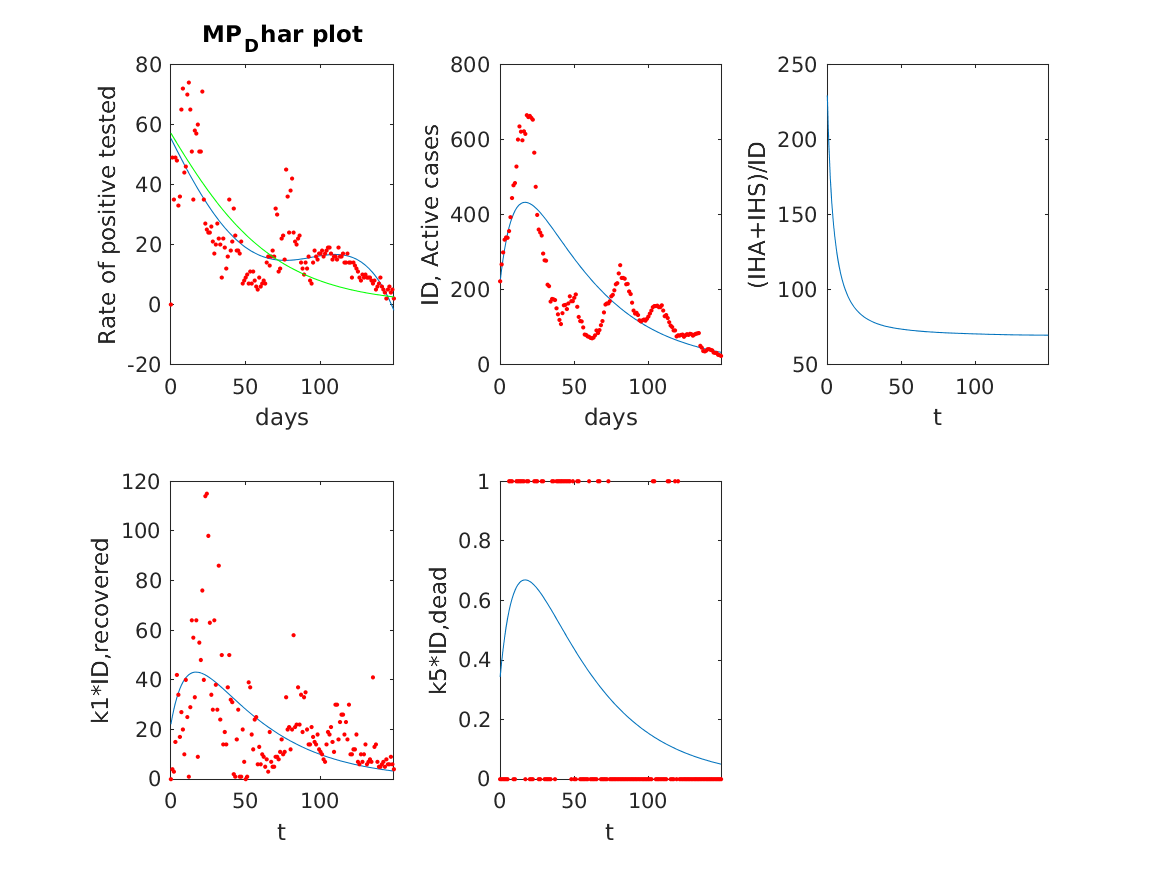 MP_Dhar plot
80
60
40
20
0
-20
Rate of positive tested
0 50 100
days
800
600
400
200
0
ID, Active cases
0 50 100
days
250
200
150
100
50
(IHA+IHS)/ID
0 50 100
t
120
100
80
60
40
20
0
k1*ID,recovered
0 50 100
t
1
0.8
0.6
0.4
0.2
0
k5*ID,dead
0 50 100
t